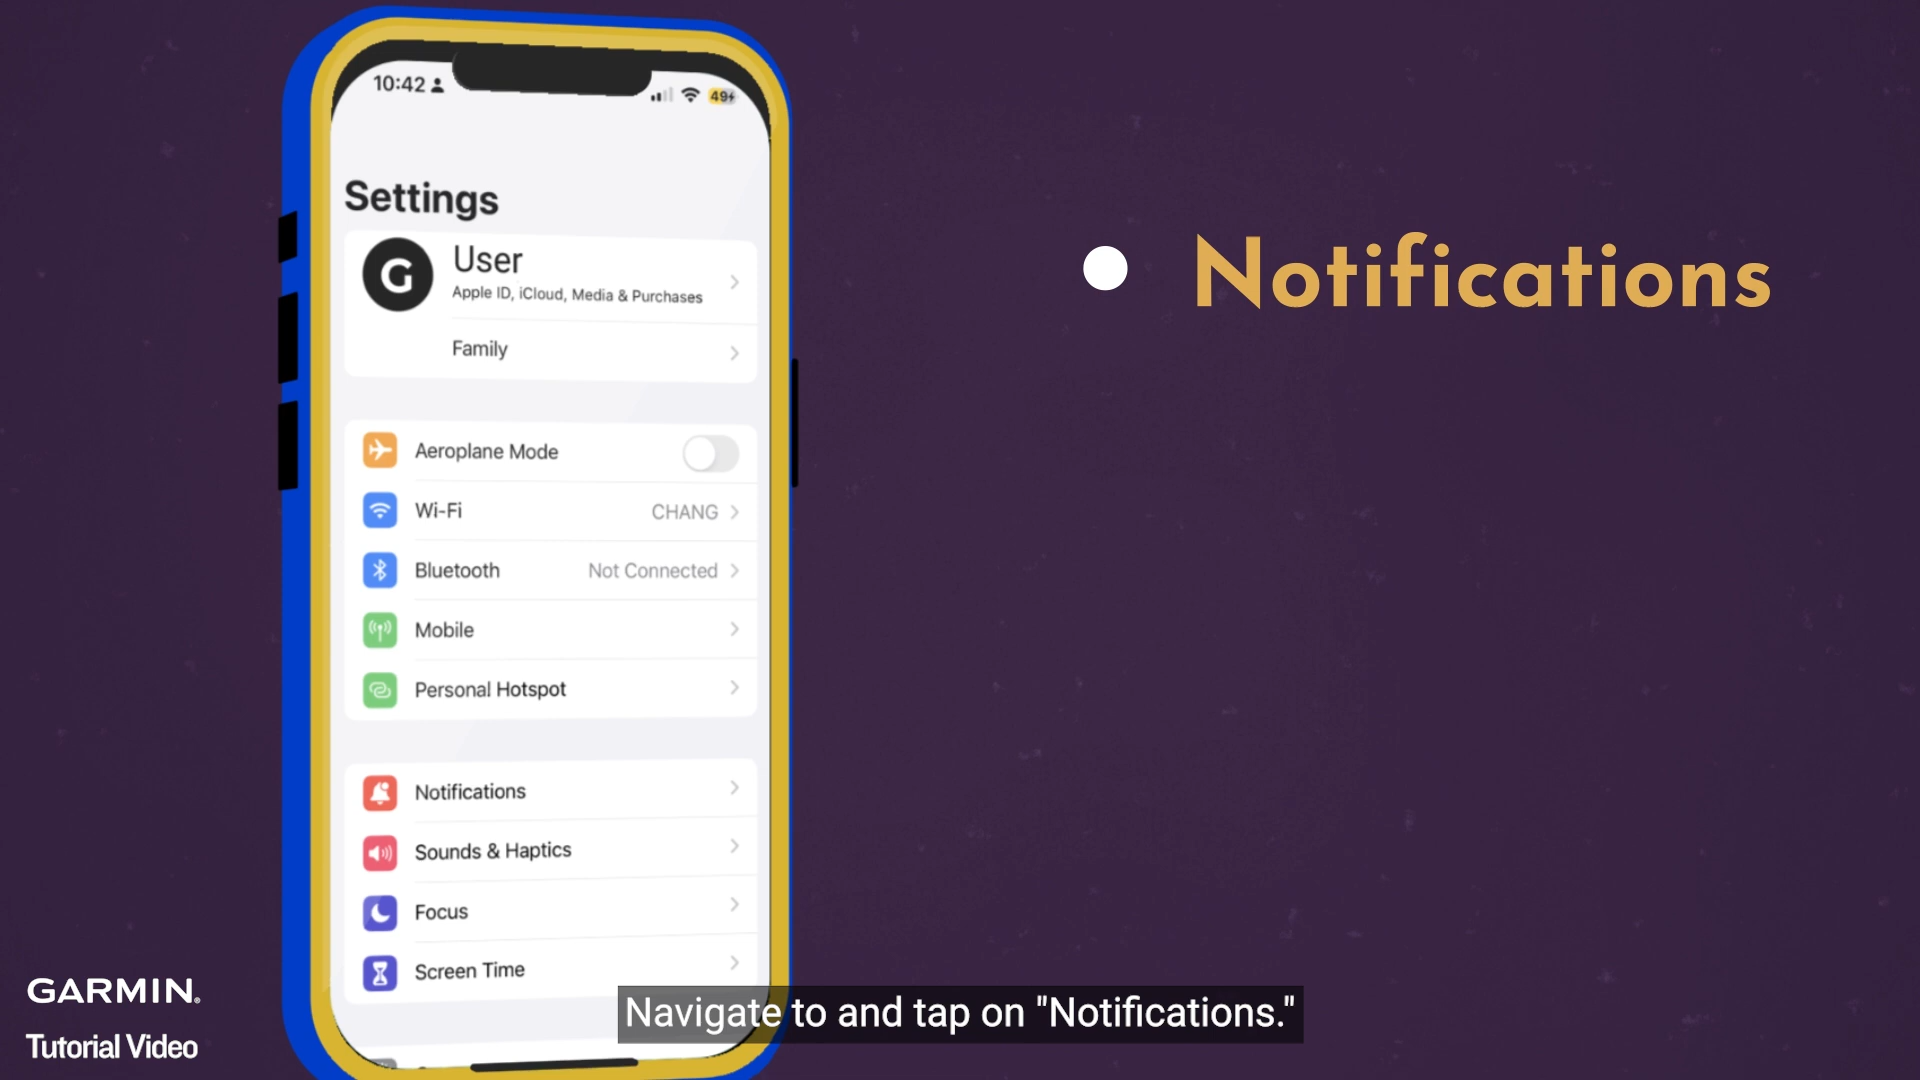 10:42
49
Settings
G
User
Apple ID, iCloud, Media & Purchases
Family
Aeroplane Mode
Wi-Fi CHANG
Bluetooth Not Connected
Mobile
Personal Hotspot
Notifications
Sounds & Haptics
Focus
Screen Time
• Notifications
Navigate to and tap on "Notifications."
GARMIN®
Tutorial Video